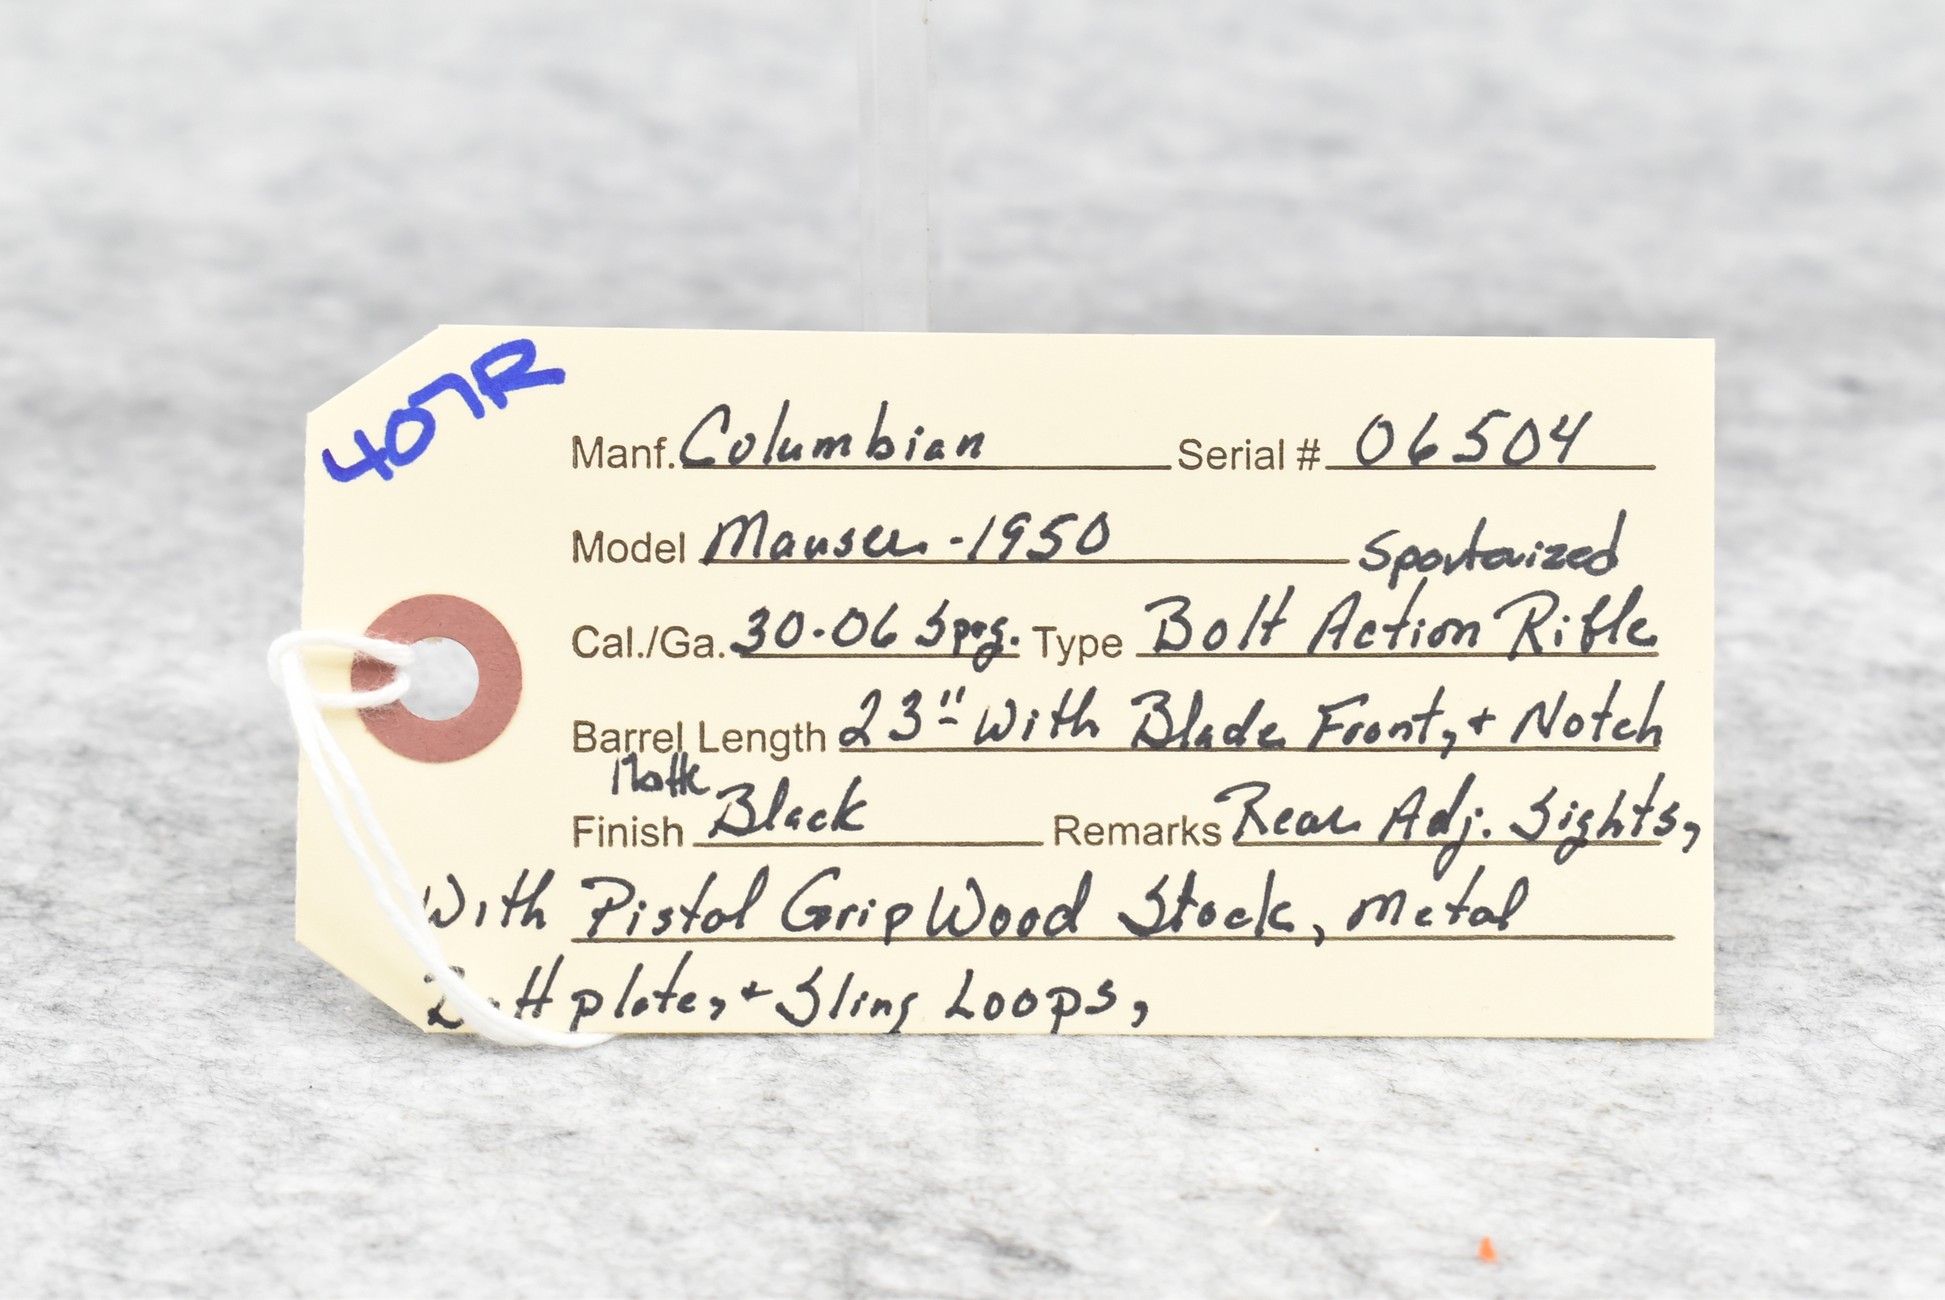 407R
Manf. Columbian Serial # 06504
Model Mauser - 1950 Sportorized
Cal./Ga. 30-06 Sprg. Type Bolt Action Rifle
Barrel Length 23" With Blade Front, + Notch
Matte
Finish Black Remarks Rear Adj. Sights,
With Pistol Grip Wood Stock, Metal
Buttplate, + Sling Loops,